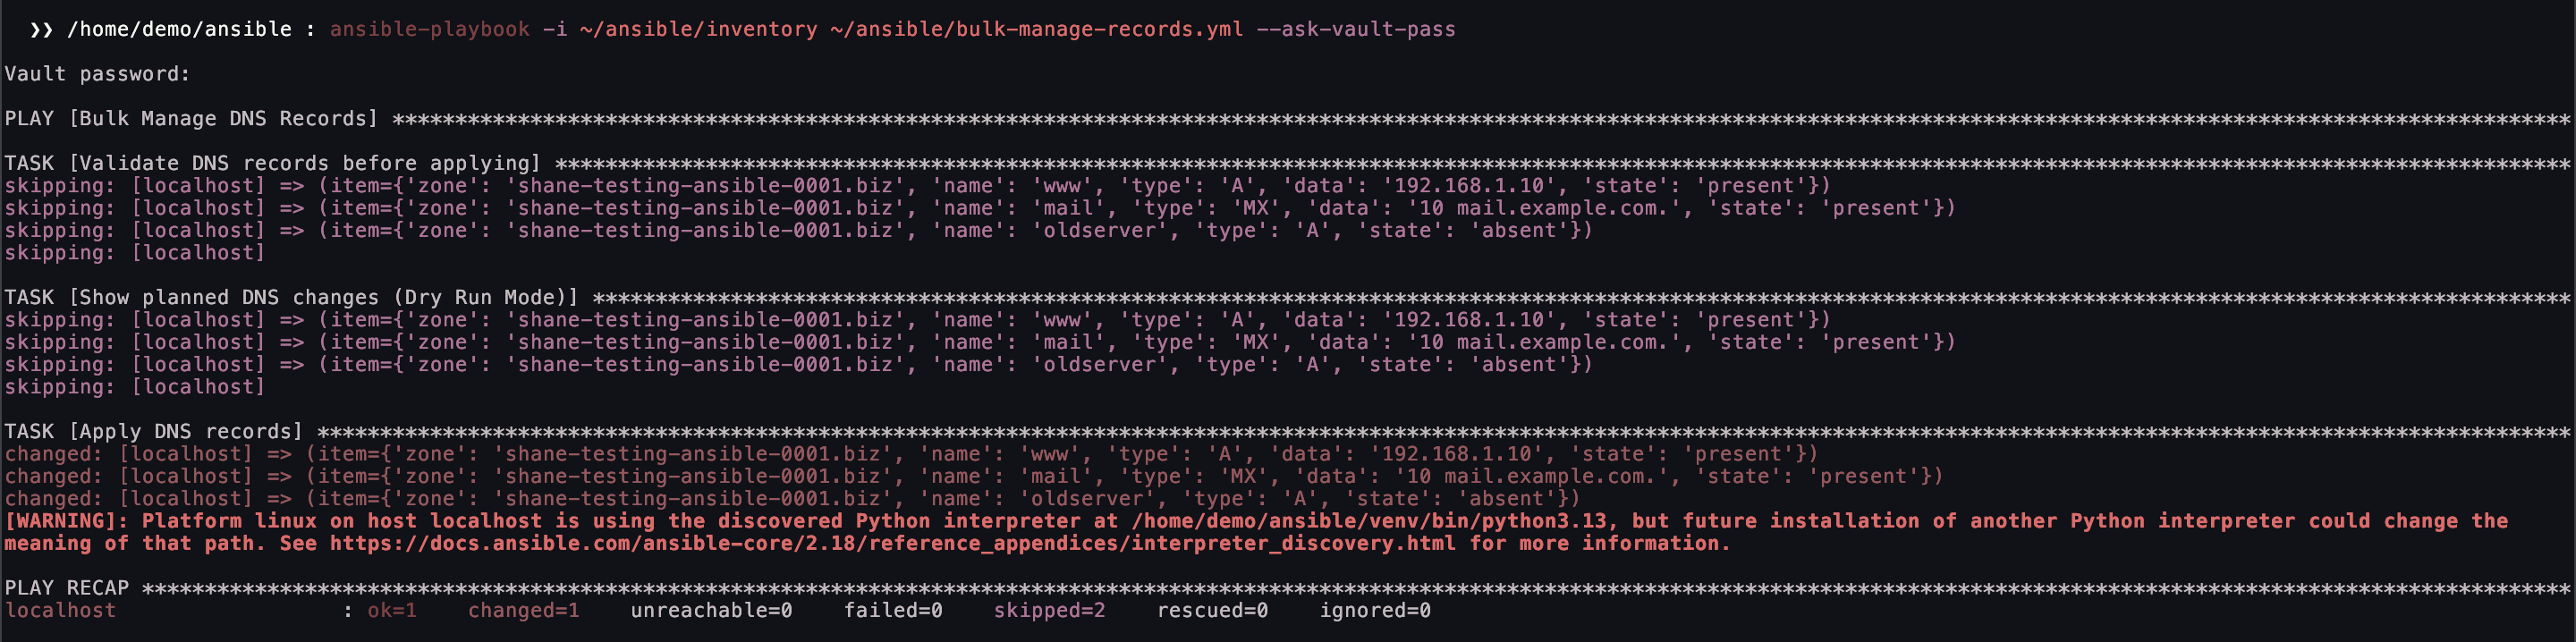 ❯❯ /home/demo/ansible : ansible-playbook -i ~/ansible/inventory ~/ansible/bulk-manage-records.yml --ask-vault-pass
Vault password:
PLAY [Bulk Manage DNS Records] ******************************************************************************************************************************************************************************
TASK [Validate DNS records before applying] *****************************************************************************************************************************************************************
skipping: [localhost] => (item={'zone': 'shane-testing-ansible-0001.biz', 'name': 'www', 'type': 'A', 'data': '192.168.1.10', 'state': 'present'})
skipping: [localhost] => (item={'zone': 'shane-testing-ansible-0001.biz', 'name': 'mail', 'type': 'MX', 'data': '10 mail.example.com.', 'state': 'present'})
skipping: [localhost] => (item={'zone': 'shane-testing-ansible-0001.biz', 'name': 'oldserver', 'type': 'A', 'state': 'absent'})
skipping: [localhost]
TASK [Show planned DNS changes (Dry Run Mode)] **************************************************************************************************************************************************************
skipping: [localhost] => (item={'zone': 'shane-testing-ansible-0001.biz', 'name': 'www', 'type': 'A', 'data': '192.168.1.10', 'state': 'present'})
skipping: [localhost] => (item={'zone': 'shane-testing-ansible-0001.biz', 'name': 'mail', 'type': 'MX', 'data': '10 mail.example.com.', 'state': 'present'})
skipping: [localhost] => (item={'zone': 'shane-testing-ansible-0001.biz', 'name': 'oldserver', 'type': 'A', 'state': 'absent'})
skipping: [localhost]
TASK [Apply DNS records] ************************************************************************************************************************************************************************************
changed: [localhost] => (item={'zone': 'shane-testing-ansible-0001.biz', 'name': 'www', 'type': 'A', 'data': '192.168.1.10', 'state': 'present'})
changed: [localhost] => (item={'zone': 'shane-testing-ansible-0001.biz', 'name': 'mail', 'type': 'MX', 'data': '10 mail.example.com.', 'state': 'present'})
changed: [localhost] => (item={'zone': 'shane-testing-ansible-0001.biz', 'name': 'oldserver', 'type': 'A', 'state': 'absent'})
[WARNING]: Platform linux on host localhost is using the discovered Python interpreter at /home/demo/ansible/venv/bin/python3.13, but future installation of another Python interpreter could change the
meaning of that path. See https://docs.ansible.com/ansible-core/2.18/reference_appendices/interpreter_discovery.html for more information.
PLAY RECAP **************************************************************************************************************************************************************************************************
localhost                  : ok=1    changed=1    unreachable=0    failed=0    skipped=2    rescued=0    ignored=0